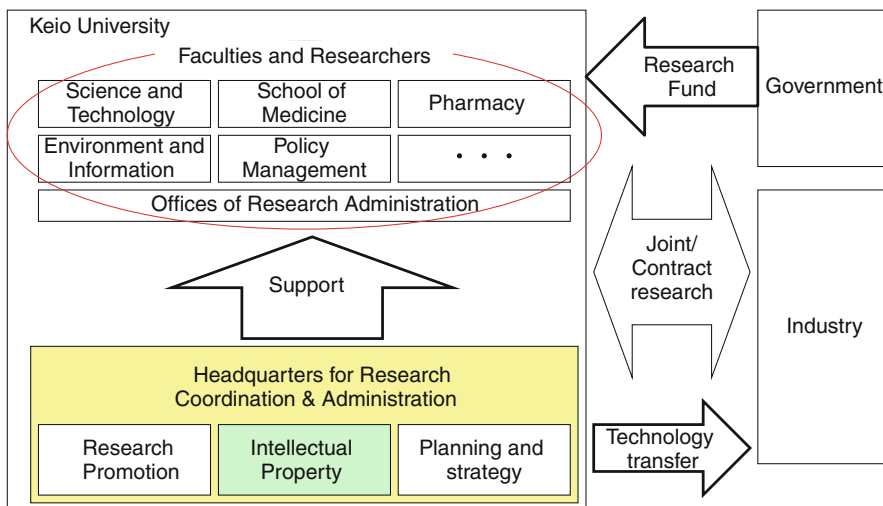 Keio University
Faculties and Researchers
Science and
Technology
School of
Medicine
Pharmacy
Environment and
Information
Policy
Management
· · ·
Offices of Research Administration
Support
Headquarters for Research
Coordination & Administration
Research
Promotion
Intellectual
Property
Planning and
strategy
Research
Fund
Government
Joint/
Contract
research
Industry
Technology
transfer